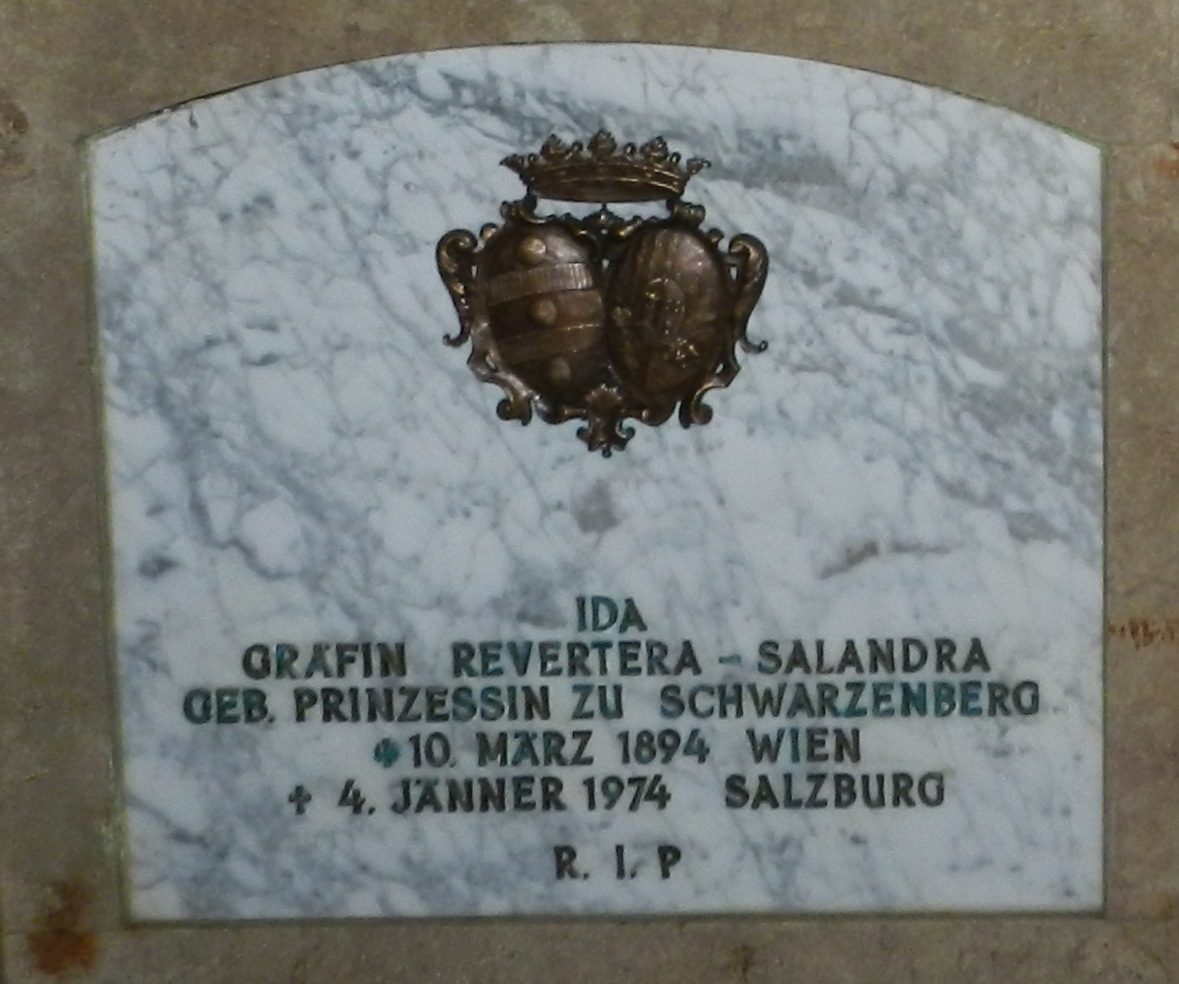 IDA
GRÄFIN REVERTERA - SALANDRA
GEB. PRINZESSIN ZU SCHWARZENBERG
* 10. MÄRZ 1894 WIEN
✝ 4. JÄNNER 1974 SALZBURG
R. I. P